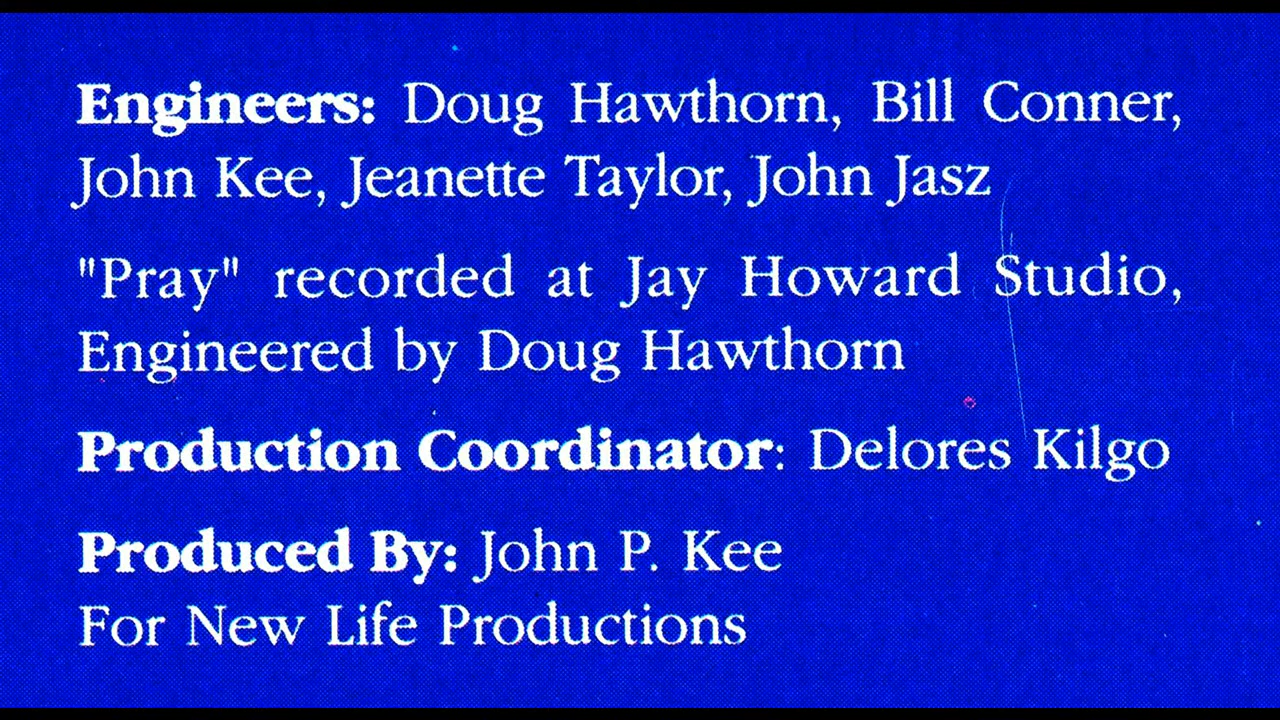 Engineers: Doug Hawthorn, Bill Conner,
John Kee, Jeanette Taylor, John Jasz
"Pray" recorded at Jay Howard Studio,
Engineered by Doug Hawthorn
Production Coordinator: Delores Kilgo
Produced By: John P. Kee
For New Life Productions